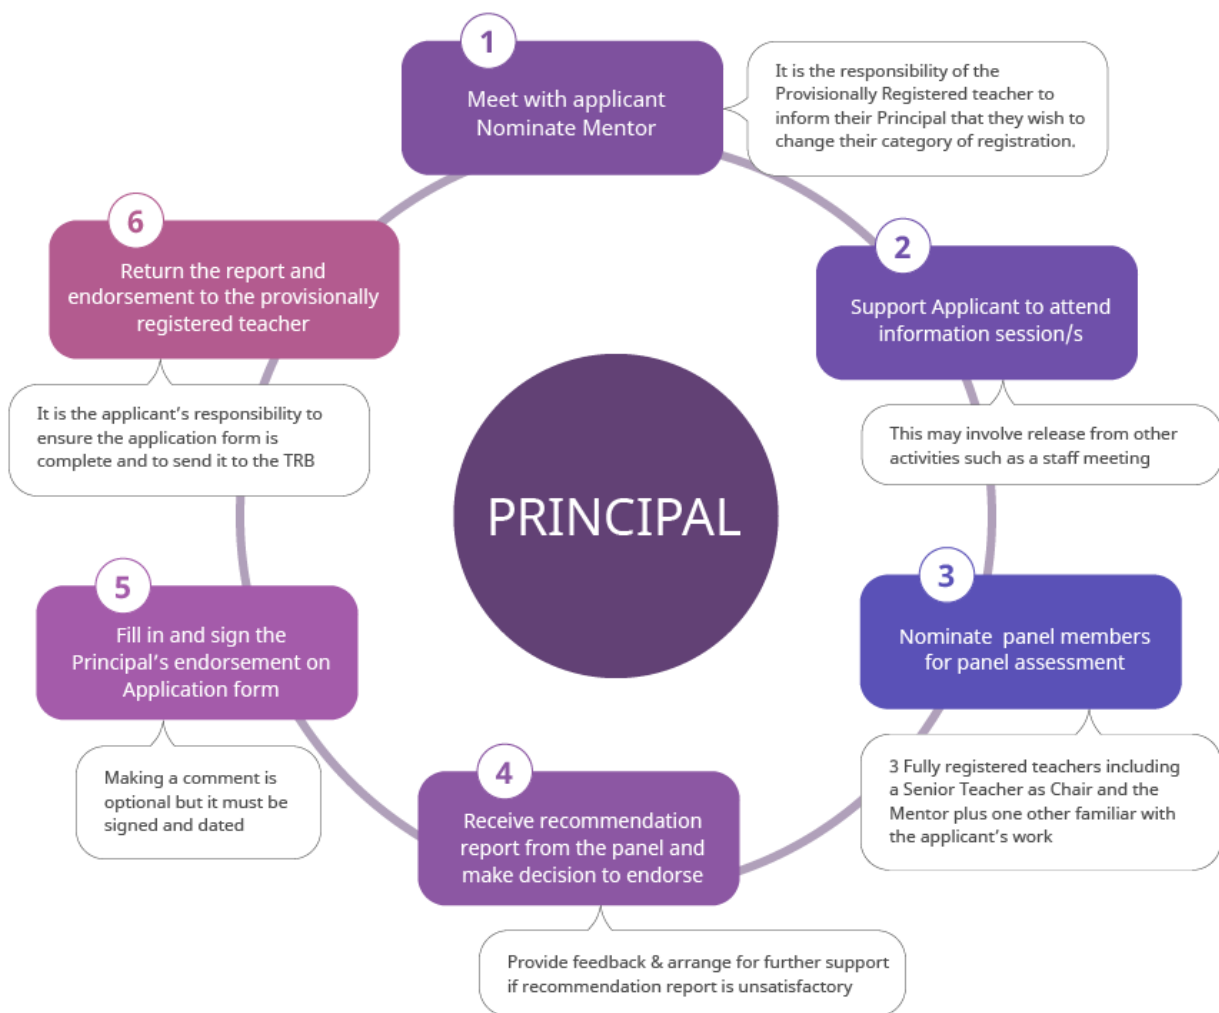 1
Meet with applicant
Nominate Mentor
It is the responsibility of the
Provisionally Registered teacher to
inform their Principal that they wish to
change their category of registration.
2
Support Applicant to attend
information session/s
This may involve release from other
activities such as a staff meeting
3
Nominate panel members
for panel assessment
3 Fully registered teachers including
a Senior Teacher as Chair and the
Mentor plus one other familiar with
the applicant's work
4
Receive recommendation
report from the panel and
make decision to endorse
Provide feedback & arrange for further support
if recommendation report is unsatisfactory
5
Fill in and sign the
Principal's endorsement on
Application form
Making a comment is
optional but it must be
signed and dated
6
Return the report and
endorsement to the provisionally
registered teacher
It is the applicant's responsibility to
ensure the application form is
complete and to send it to the TRB
PRINCIPAL